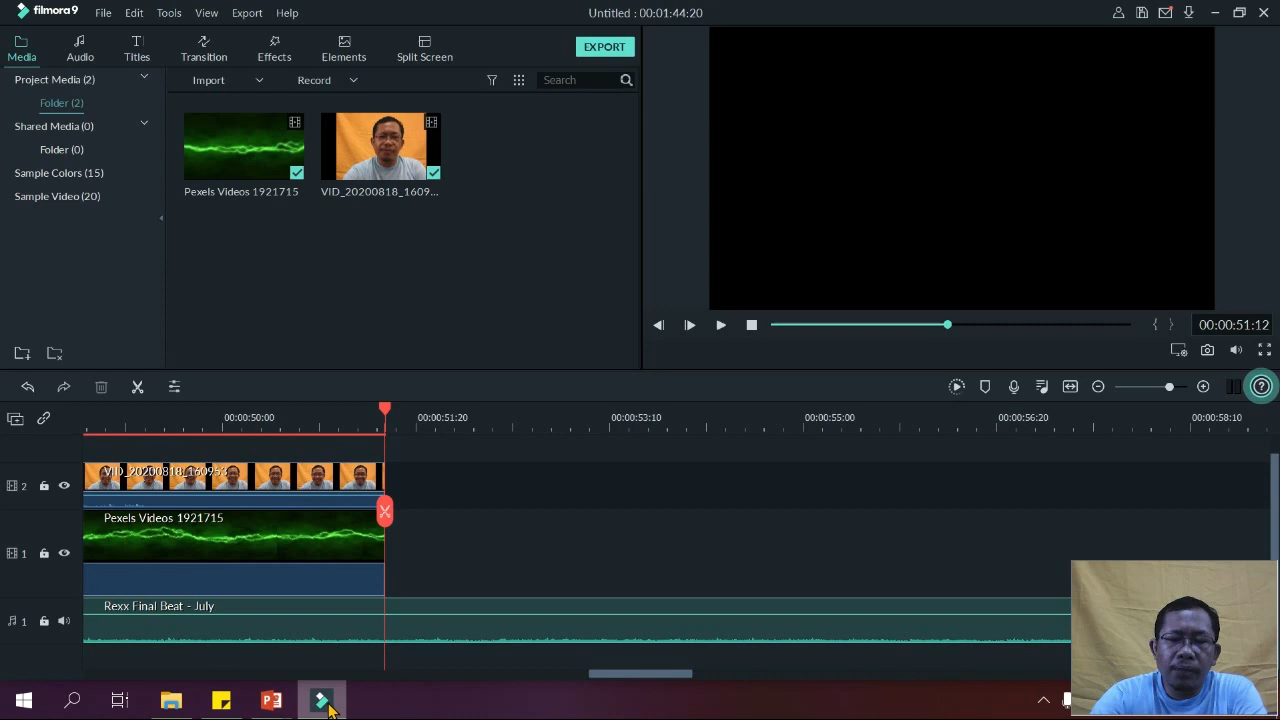 filmora9 File Edit Tools View Export Help Untitled : 00:01:44:20
Media Audio Titles Transition Effects Elements Split Screen EXPORT
Project Media (2)
Import Record Search
Folder (2)
Shared Media (0)
Folder (0)
Sample Colors (15)
Sample Video (20)
Pexels Videos 1921715 VID_20200818_1609...
{ } 00:00:51:12
00:00:50:00 00:00:51:20 00:00:53:10 00:00:55:00 00:00:56:20 00:00:58:10
VID_20200818_160953
2
Pexels Videos 1921715
1
Rexx Final Beat - July
1